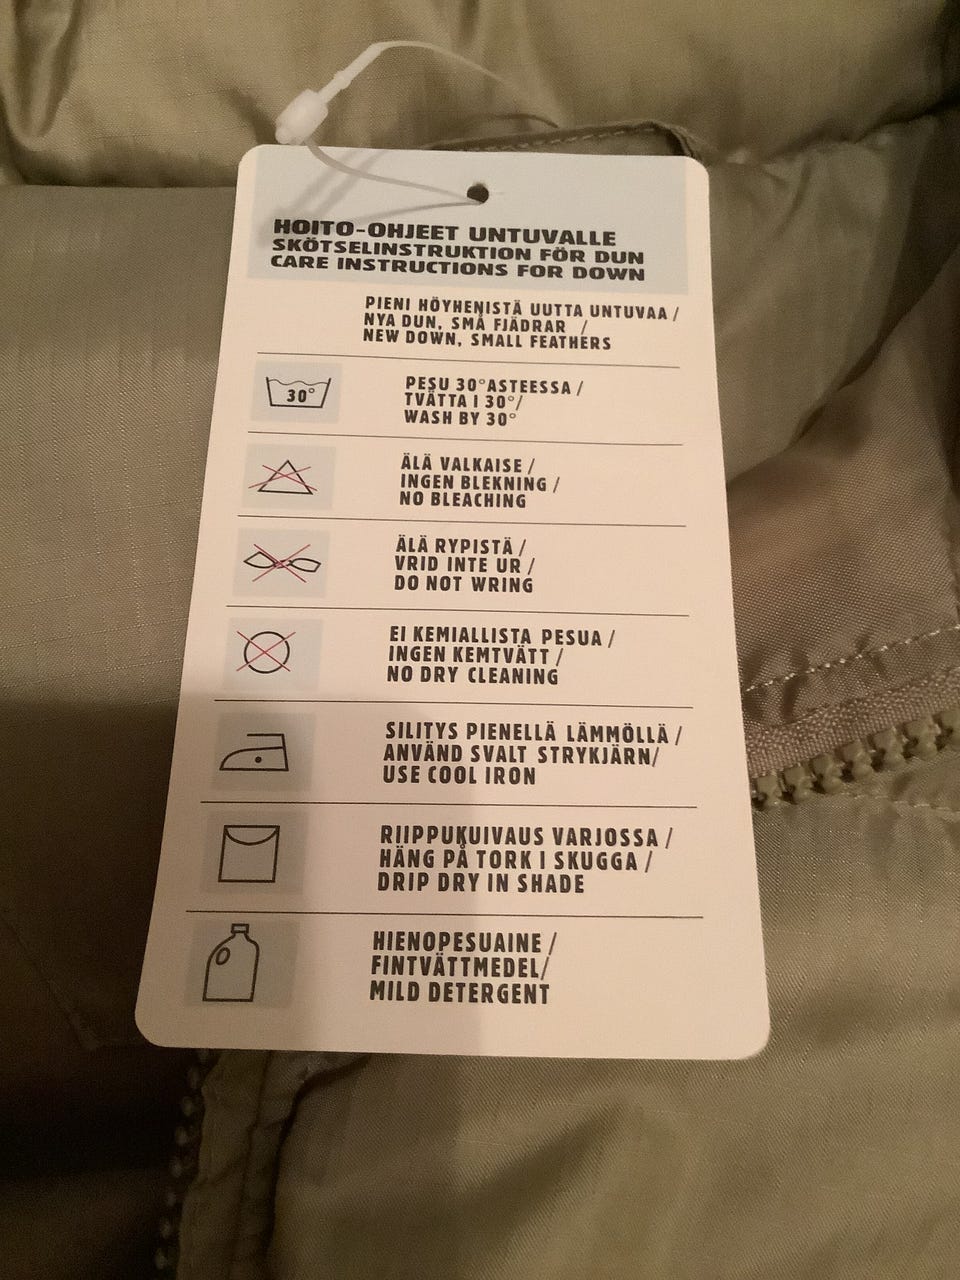 HOITO-OHJEET UNTUVALLE
SKÖTSELINSTRUKTION FÖR DUN
CARE INSTRUCTIONS FOR DOWN
PIENI HÖYHENISTÄ UUTTA UNTUVAA /
NYA DUN, SMÅ FJÄDRAR /
NEW DOWN, SMALL FEATHERS
30°
PESU 30°ASTEESSA /
TVÄTTA I 30°/
WASH BY 30°
ÄLÄ VALKAISE /
INGEN BLEKNING /
NO BLEACHING
ÄLÄ RYPISTÄ /
VRID INTE UR /
DO NOT WRING
EI KEMIALLISTA PESUA /
INGEN KEMTVÄTT /
NO DRY CLEANING
SILITYS PIENELLÄ LÄMMÖLLÄ /
ANVÄND SVALT STRYKJÄRN/
USE COOL IRON
RIIPPUKUIVAUS VARJOSSA /
HÄNG PÅ TORK I SKUGGA /
DRIP DRY IN SHADE
HIENOPESUAINE /
FINTVÄTTMEDEL/
MILD DETERGENT